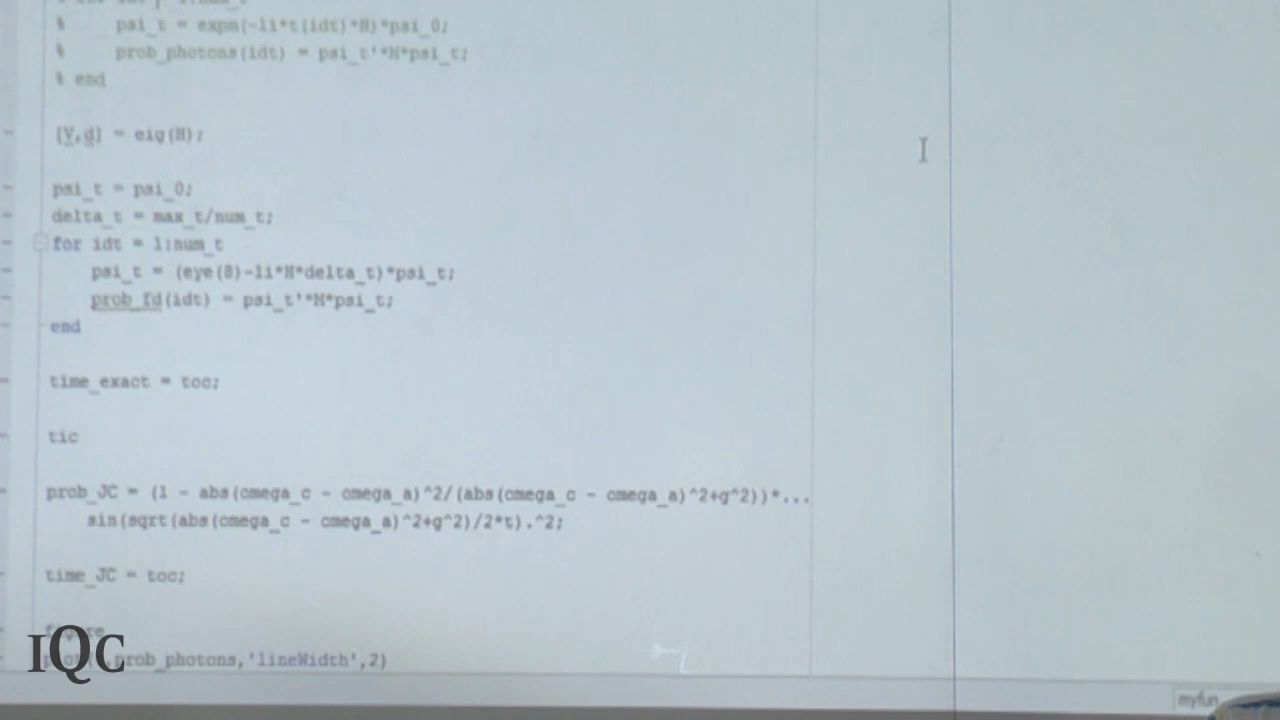 %     psi_t = expm(-1i*t(idt)*H)*psi_0;
%     prob_photons(idt) = psi_t'*M*psi_t;
% end
[V,d] = eig(H);
psi_t = psi_0;
delta_t = max_t/num_t;
for idt = 1:num_t
psi_t = (eye(8)-1i*H*delta_t)*psi_t;
prob_fd(idt) = psi_t'*M*psi_t;
end
time_exact = toc;
tic
prob_JC = (1 - abs(omega_c - omega_a)^2/(abs(omega_c - omega_a)^2+g^2))*...
sin(sqrt(abs(omega_c - omega_a)^2+g^2)/2*t).^2;
time_JC = toc;
prob_photons,'lineWidth',2)
IQC
myfun